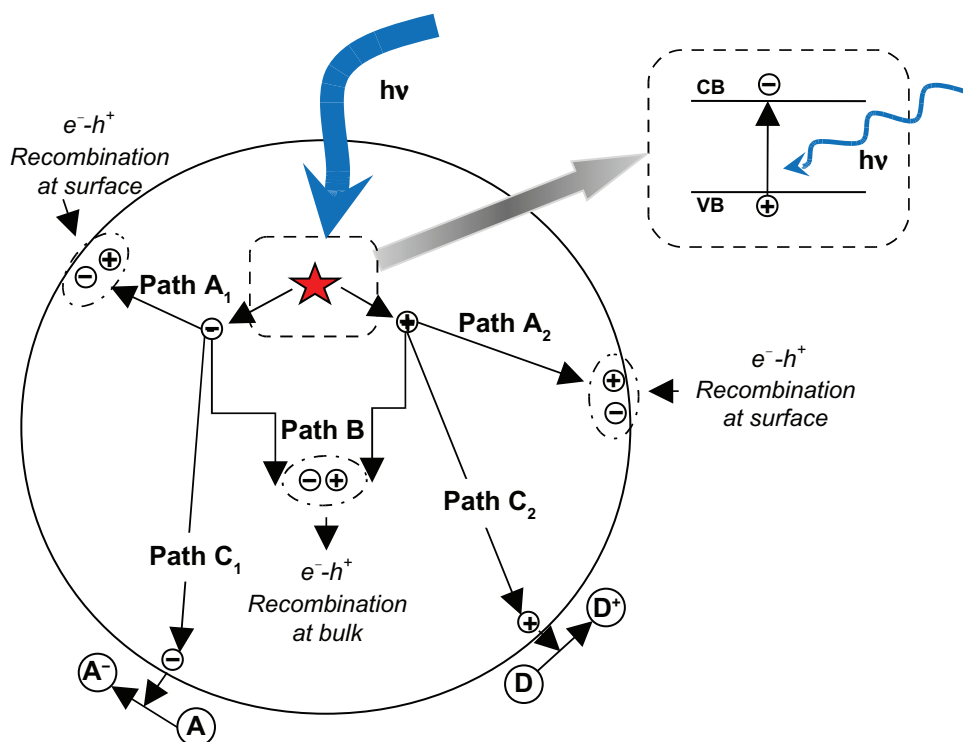 hν
CB
⊖
hν
VB
⊕
e⁻-h⁺
Recombination
at surface
⊕
⊖
Path A₁
⊖
⊕
Path A₂
e⁻-h⁺
Recombination
at surface
⊕
⊖
Path B
⊖ ⊕
Path C₁
Path C₂
e⁻-h⁺
Recombination
at bulk
⊖
⊕
A⁻
A
D⁺
D